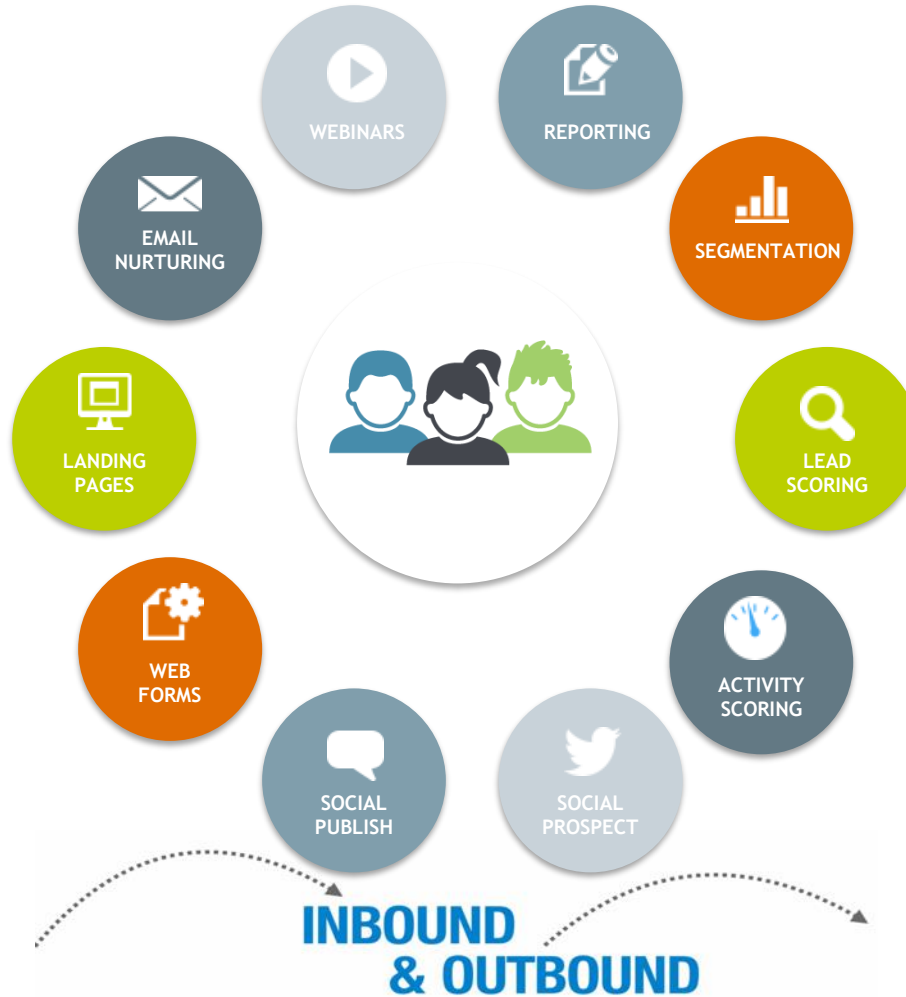 WEBINARS
REPORTING
EMAIL
NURTURING
SEGMENTATION
LANDING
PAGES
LEAD
SCORING
WEB
FORMS
ACTIVITY
SCORING
SOCIAL
PUBLISH
SOCIAL
PROSPECT
INBOUND
& OUTBOUND